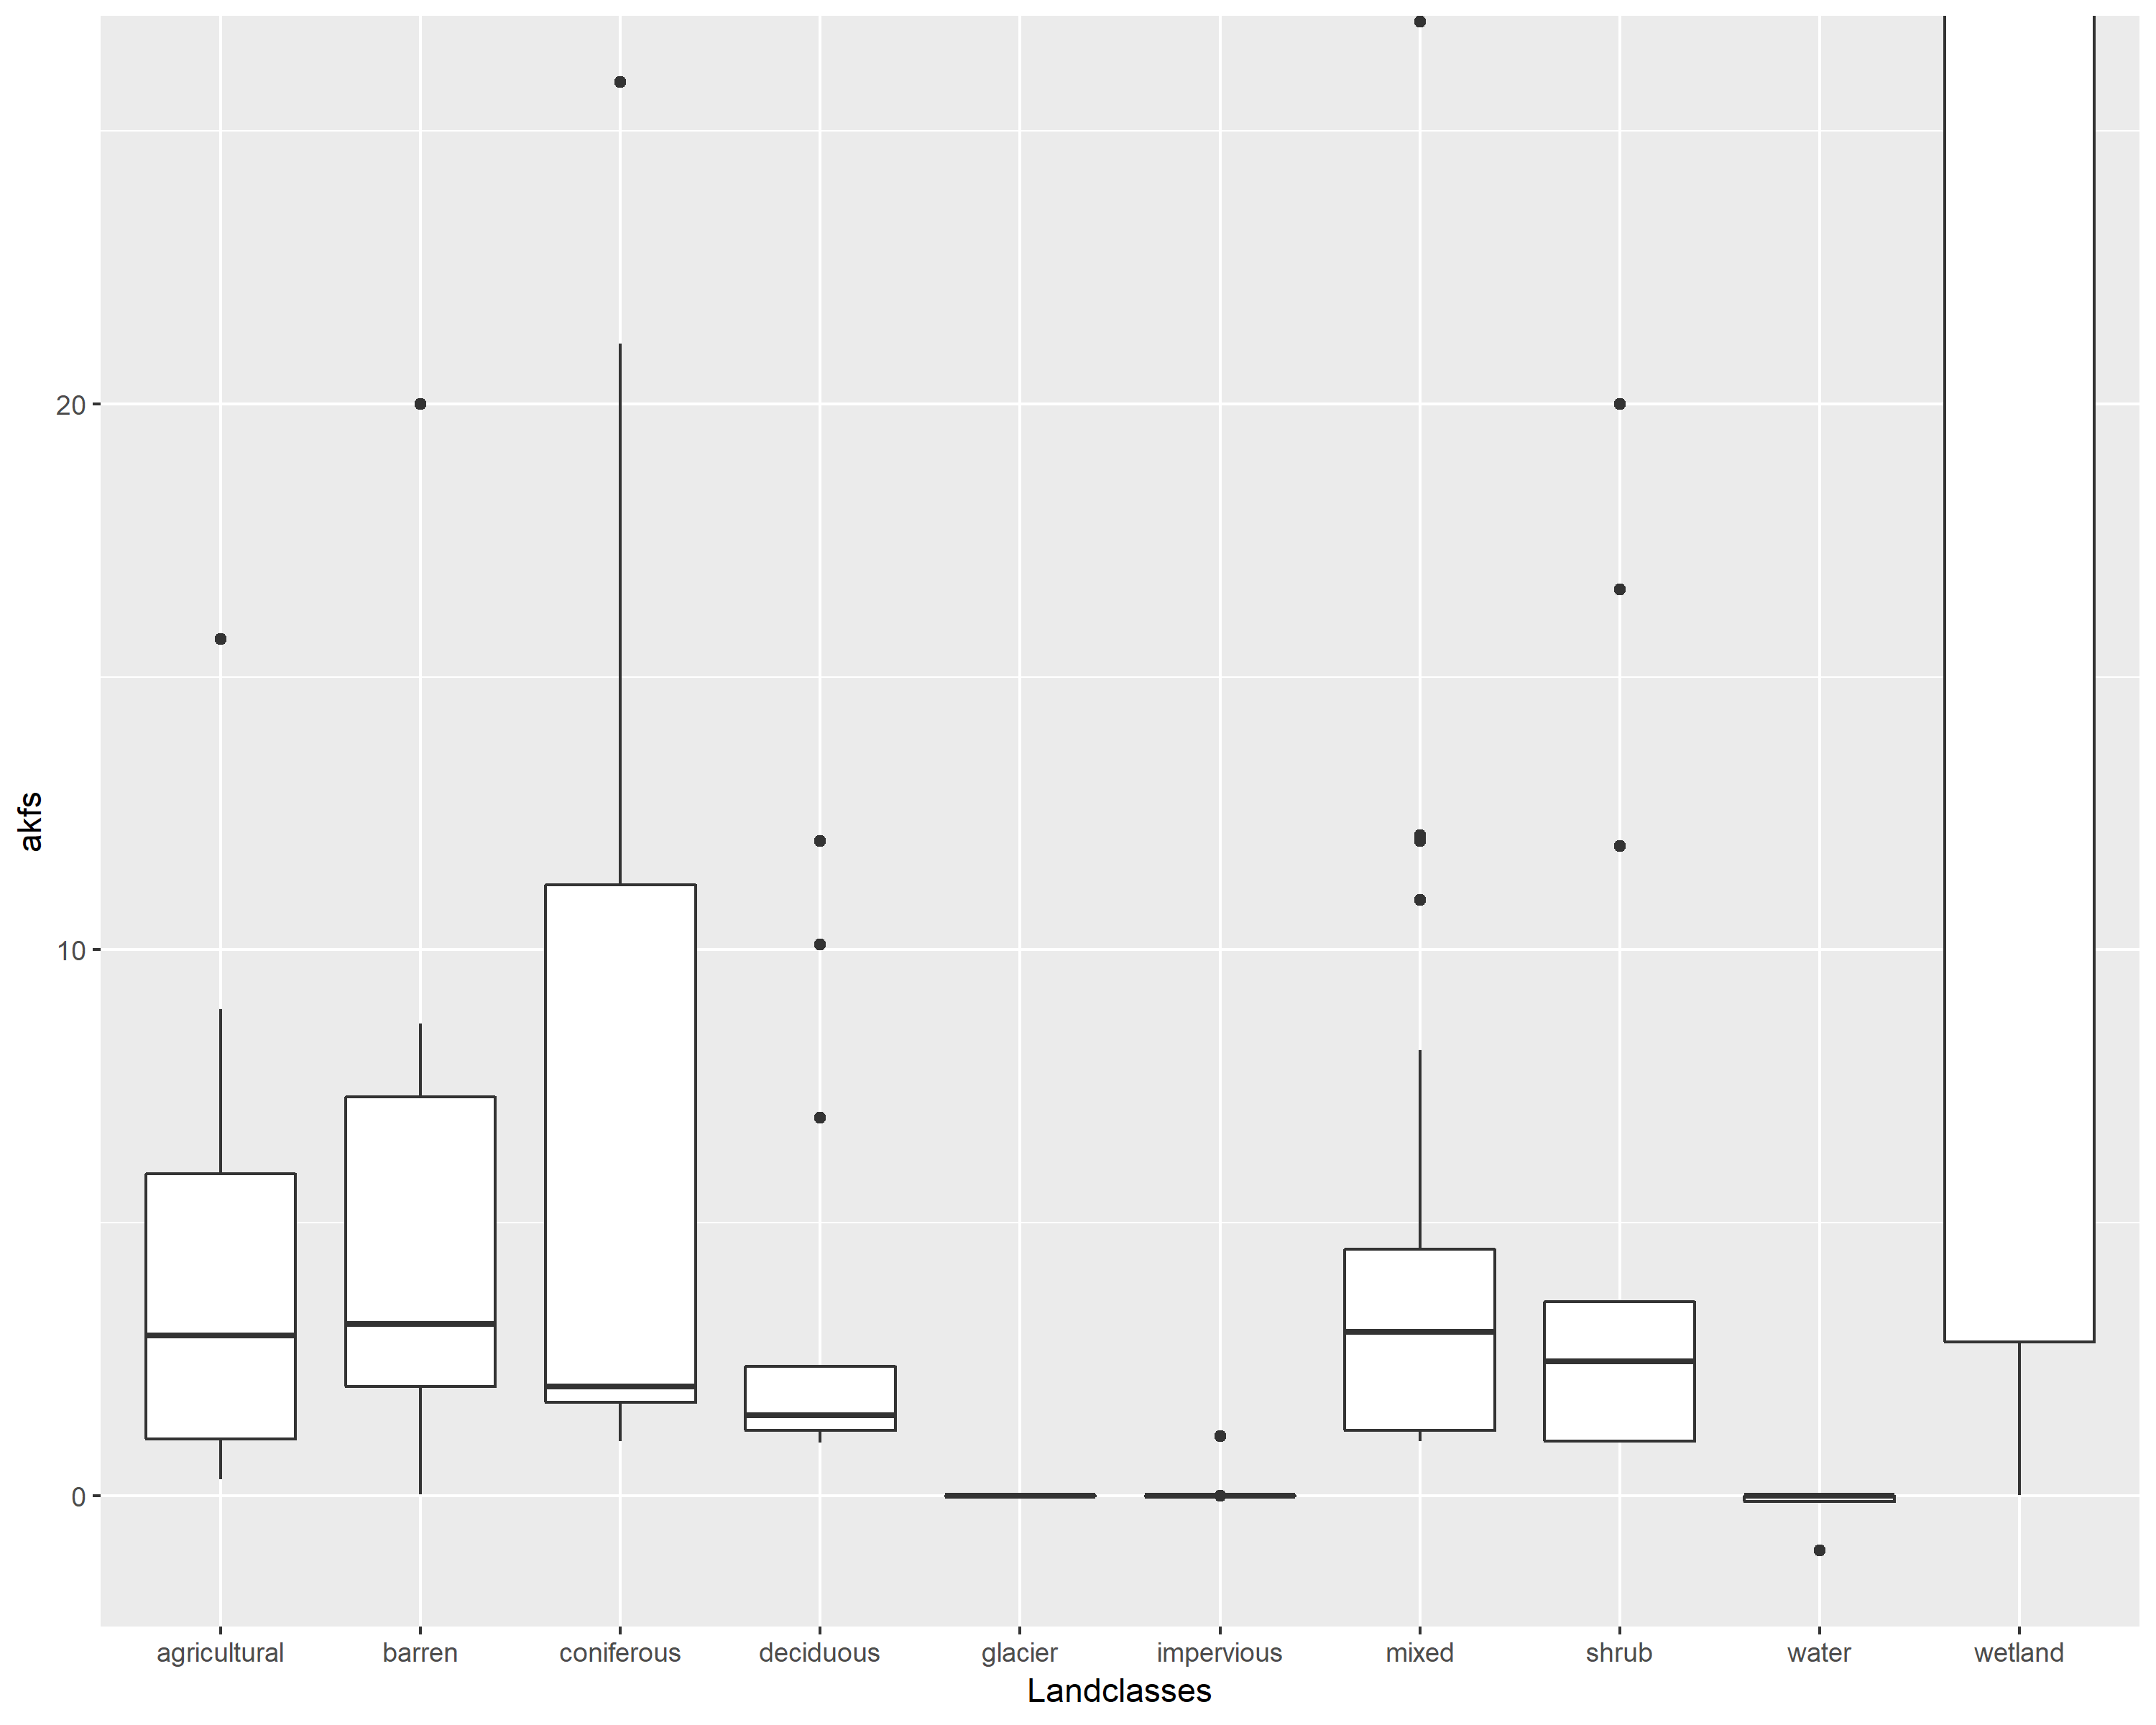 akfs
20
10
0
agricultural barren coniferous deciduous glacier impervious mixed shrub water wetland
Landclasses